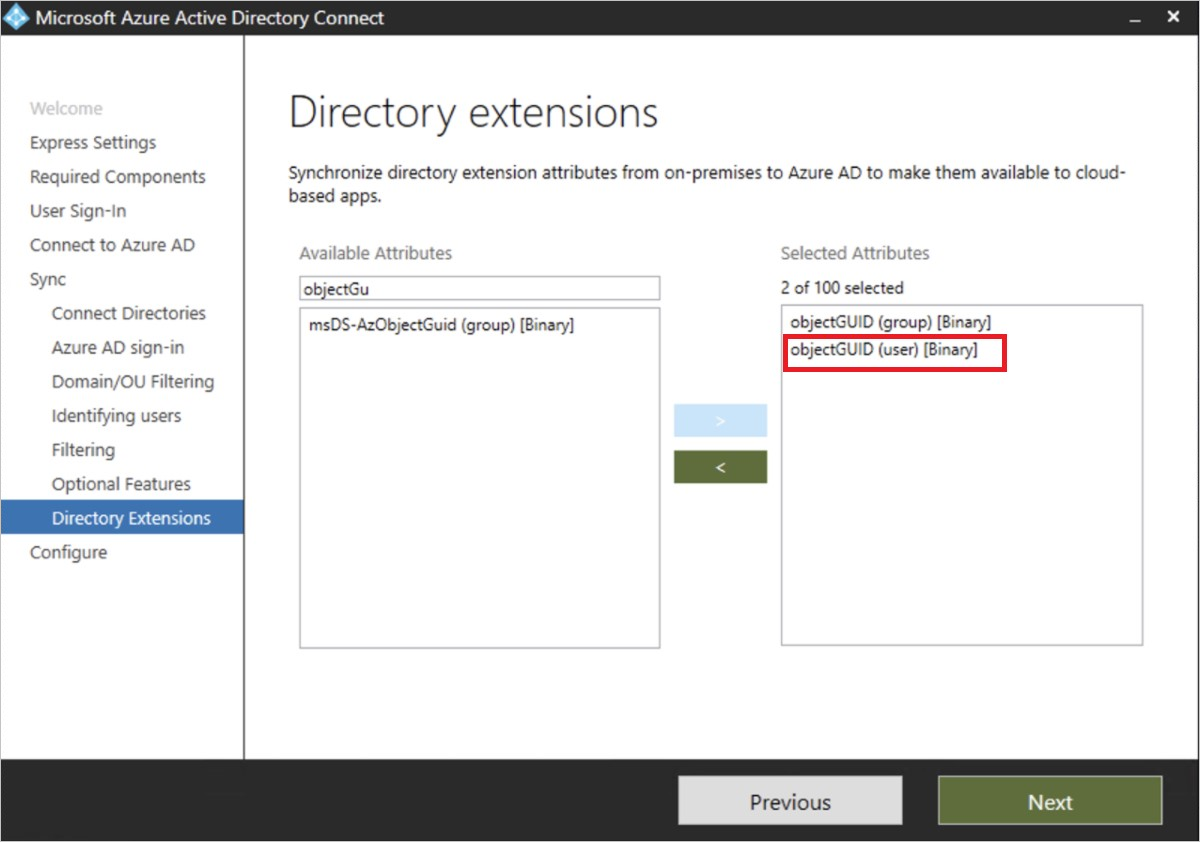 Microsoft Azure Active Directory Connect
Welcome
Express Settings
Required Components
User Sign-In
Connect to Azure AD
Sync
Connect Directories
Azure AD sign-in
Domain/OU Filtering
Identifying users
Filtering
Optional Features
Directory Extensions
Configure
Directory extensions
Synchronize directory extension attributes from on-premises to Azure AD to make them available to cloud-
based apps.
Available Attributes
objectGu
msDS-AzObjectGuid (group) [Binary]
>
<
Selected Attributes
2 of 100 selected
objectGUID (group) [Binary]
objectGUID (user) [Binary]
Previous
Next